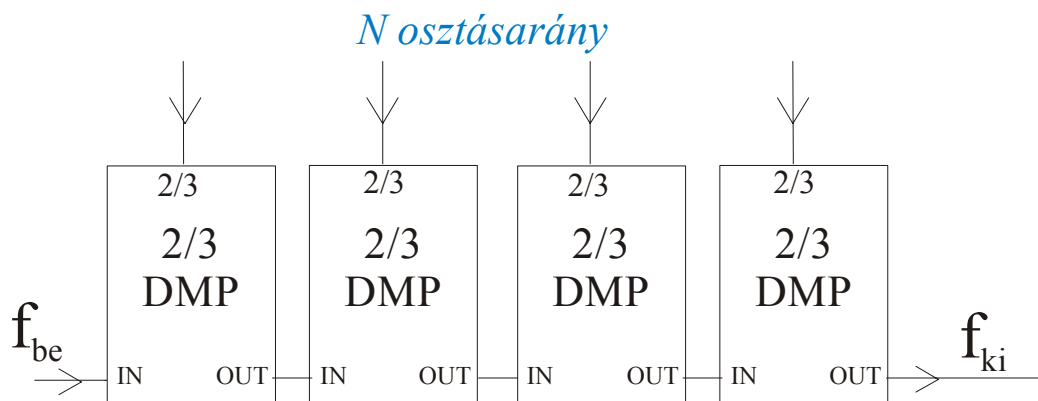 N osztásarány
2/3 2/3 2/3 2/3
2/3 2/3 2/3 2/3
DMP DMP DMP DMP
f_be f_ki
IN OUT IN OUT IN OUT IN OUT